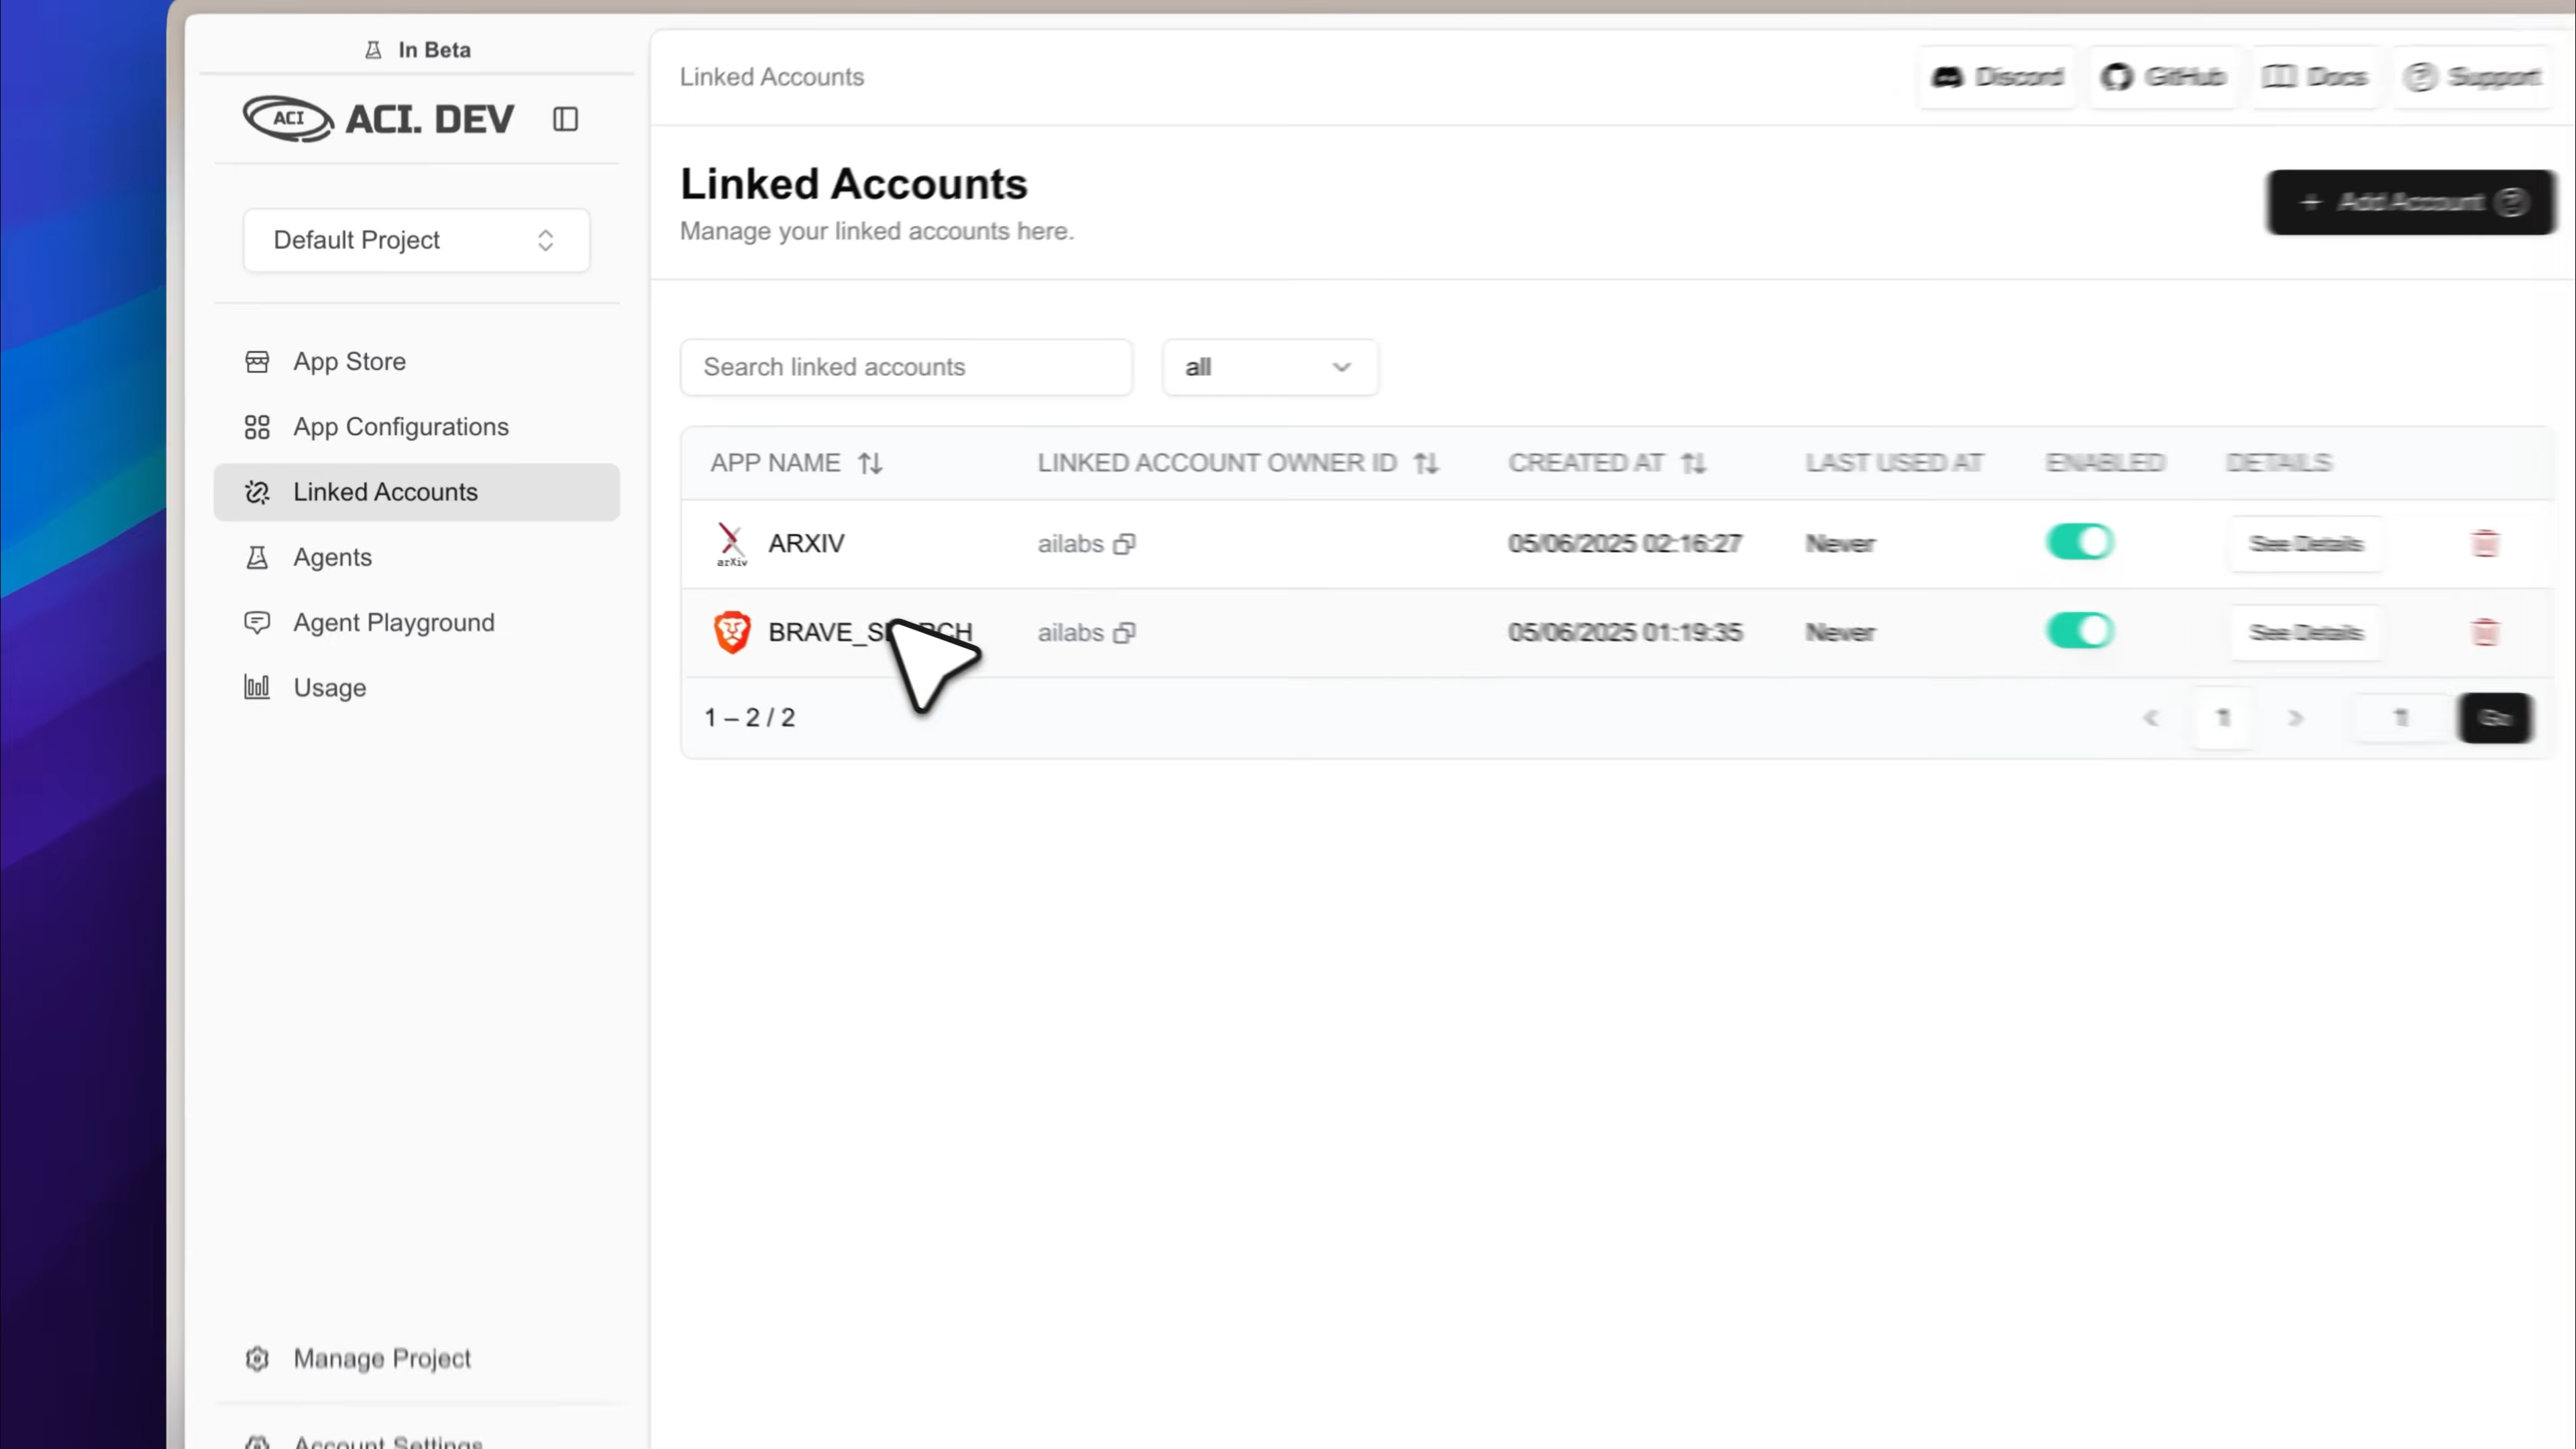 In Beta
ACI ACI. DEV
Default Project
App Store
App Configurations
Linked Accounts
Agents
Agent Playground
Usage
Manage Project
Account Settings
Linked Accounts
Discord GitHub Docs Support
Linked Accounts
Manage your linked accounts here.
+ Add Account
Search linked accounts
all
APP NAME LINKED ACCOUNT OWNER ID CREATED AT LAST USED AT ENABLED DETAILS
arXiv ARXIV ailabs 05/06/2025 02:16:27 Never See Details
BRAVE_SEARCH ailabs 05/06/2025 01:19:35 Never See Details
1 – 2 / 2 < 1 > 1 Go